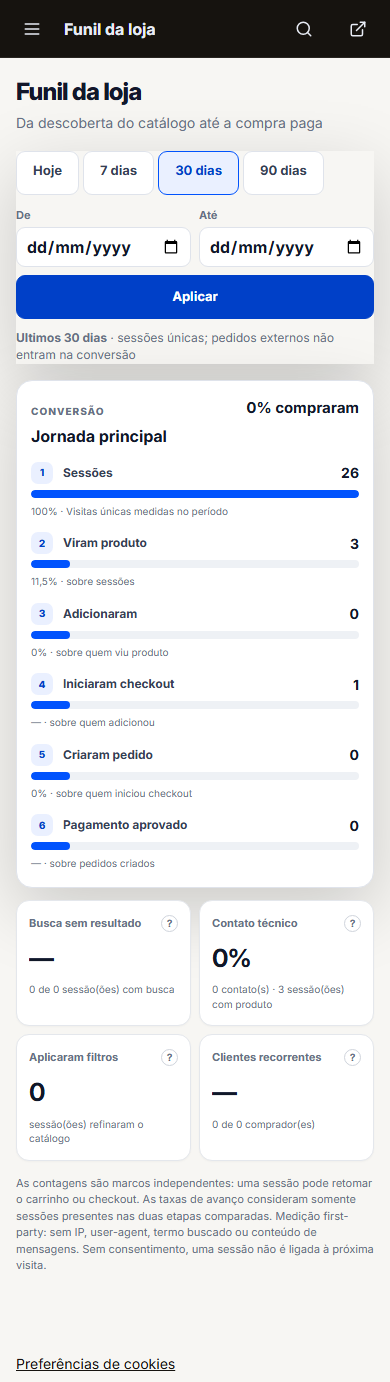 Funil da loja
Funil da loja
Da descoberta do catálogo até a compra paga
Hoje
7 dias
30 dias
90 dias
De
Até
dd/mm/yyyy
dd/mm/yyyy
Aplicar
Ultimos 30 dias · sessões únicas; pedidos externos não
entram na conversão
CONVERSÃO
0% compraram
Jornada principal
1 Sessões 26
100% · Visitas únicas medidas no período
2 Viram produto 3
11,5% · sobre sessões
3 Adicionaram 0
0% · sobre quem viu produto
4 Iniciaram checkout 1
— · sobre quem adicionou
5 Criaram pedido 0
0% · sobre quem iniciou checkout
6 Pagamento aprovado 0
— · sobre pedidos criados
Busca sem resultado ?
—
0 de 0 sessão(ões) com busca
Contato técnico ?
0%
0 contato(s) · 3 sessão(ões)
com produto
Aplicaram filtros ?
0
sessão(ões) refinaram o
catálogo
Clientes recorrentes ?
—
0 de 0 comprador(es)
As contagens são marcos independentes: uma sessão pode retomar
o carrinho ou checkout. As taxas de avanço consideram somente
sessões presentes nas duas etapas comparadas. Medição first-
party: sem IP, user-agent, termo buscado ou conteúdo de
mensagens. Sem consentimento, uma sessão não é ligada à próxima
visita.
Preferências de cookies